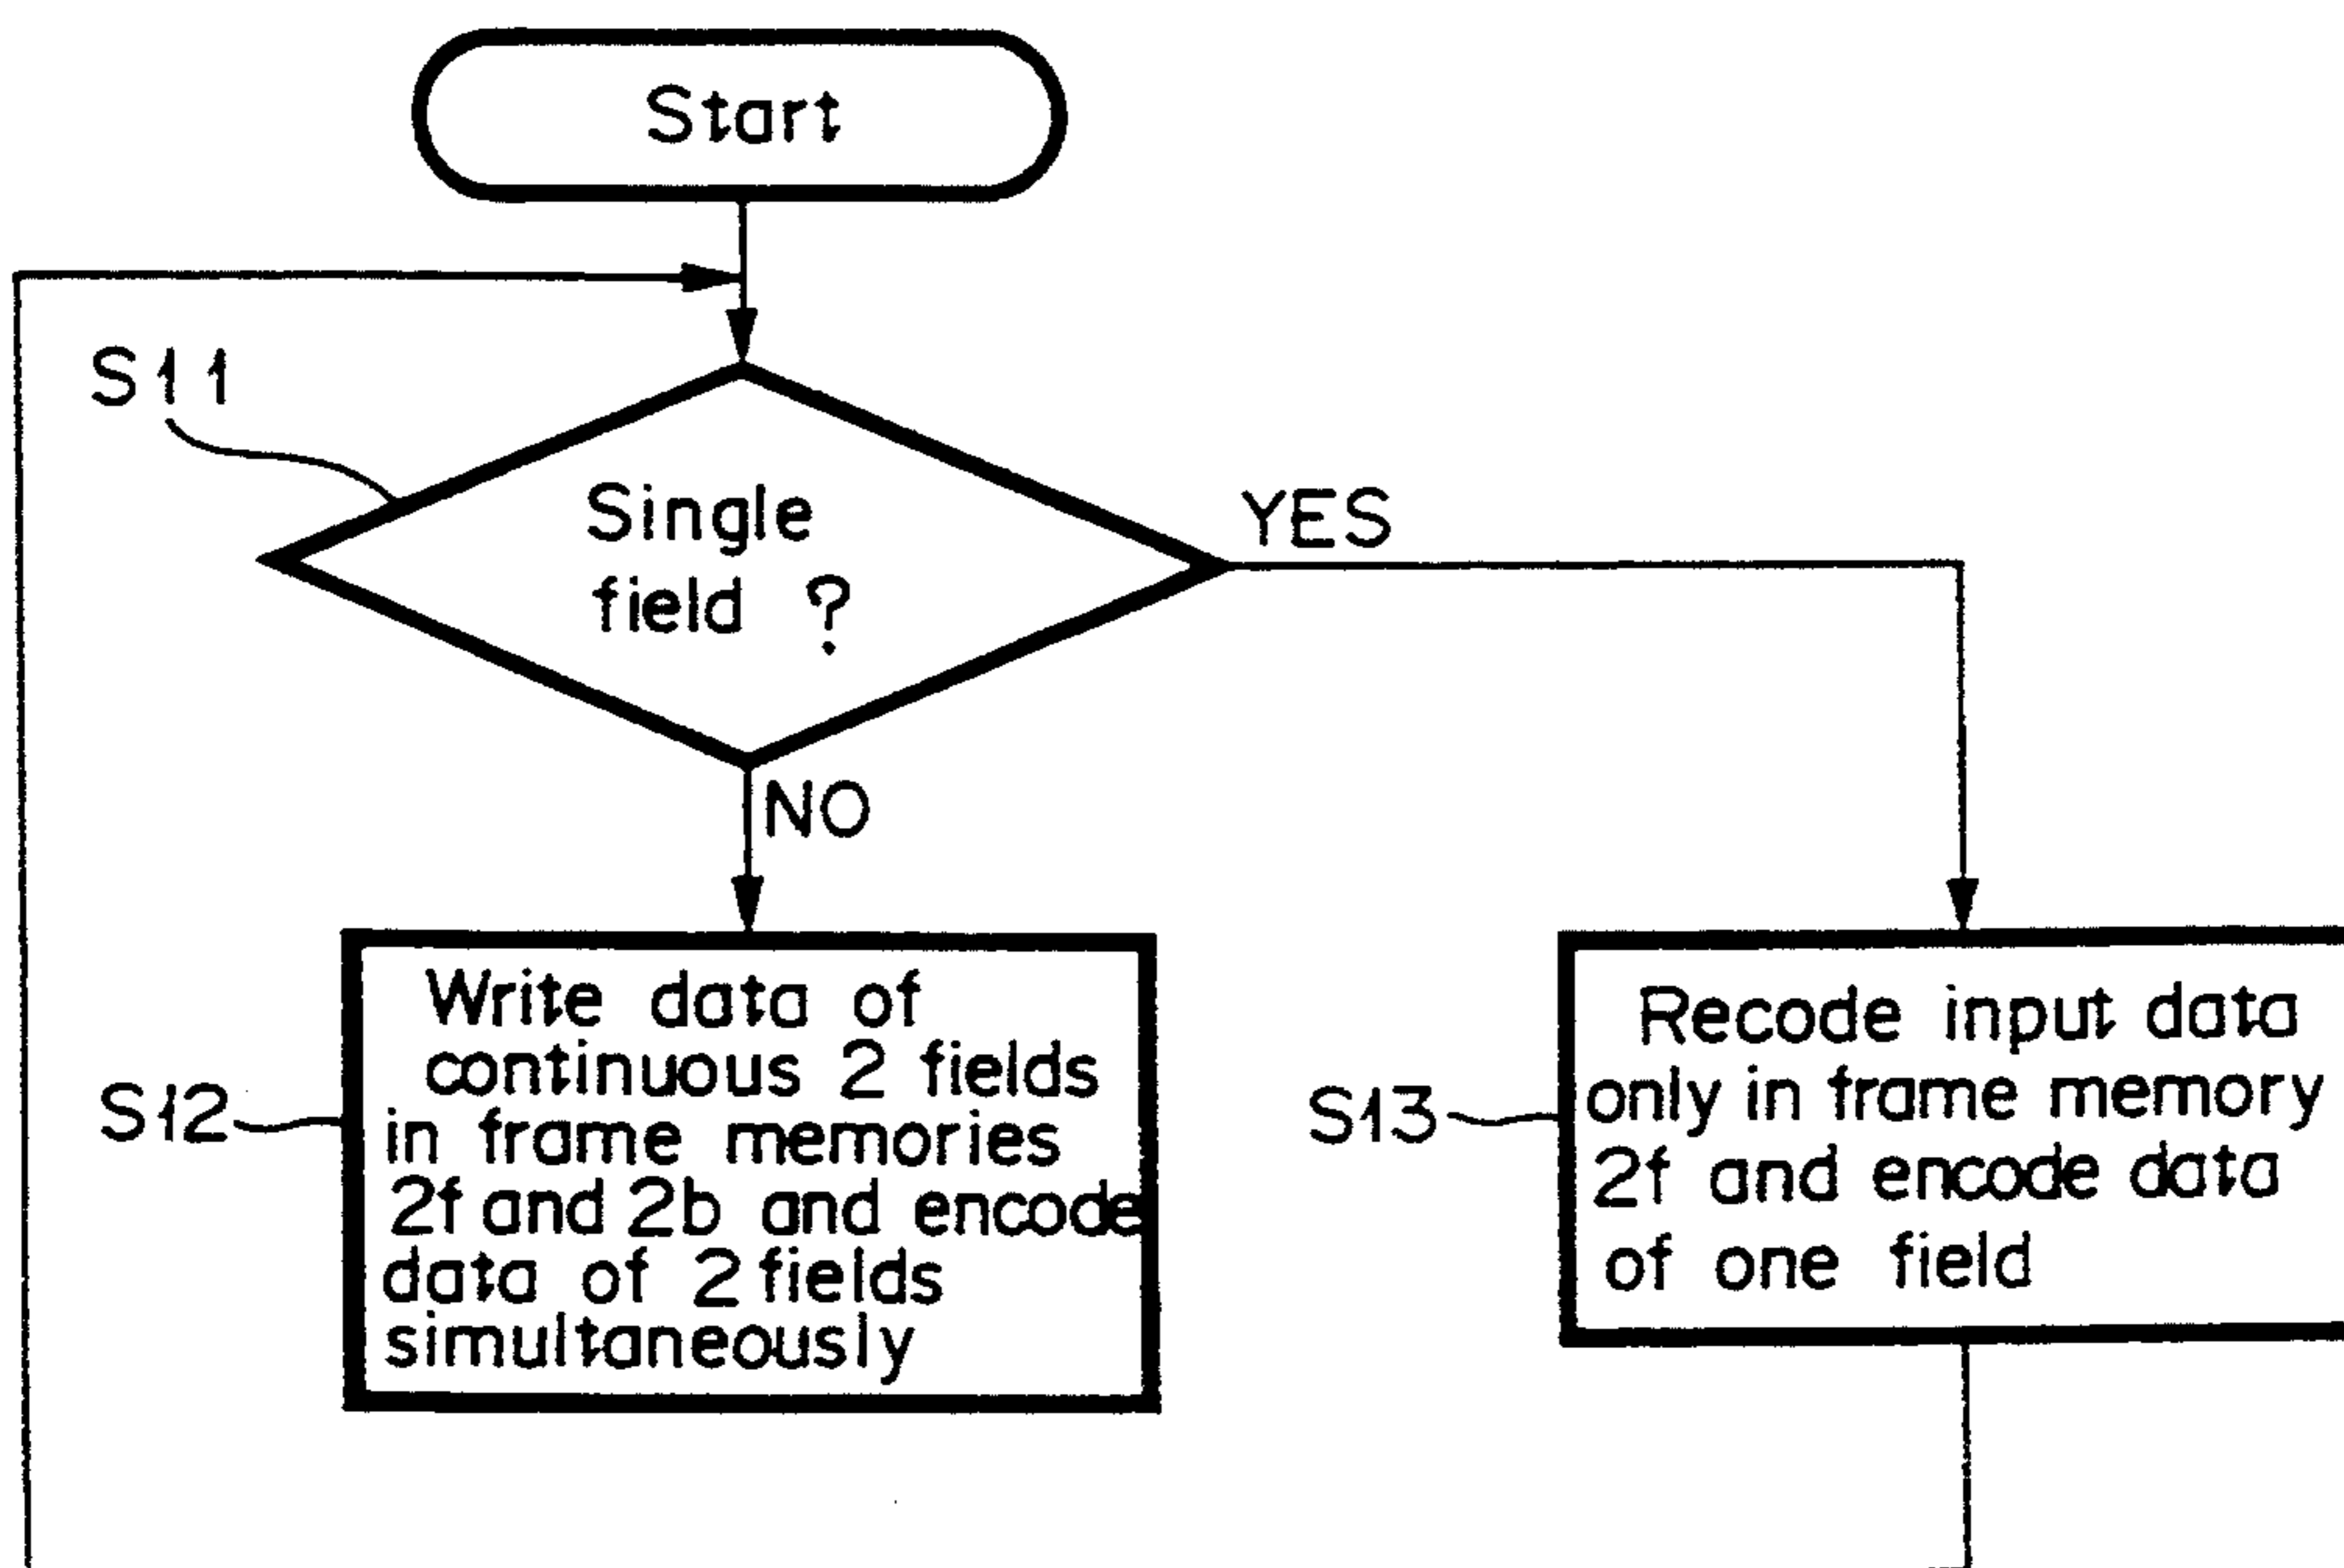 Start
S11
Single
field ?
YES
NO
S12
Write data of
continuous 2 fields
in frame memories
2f and 2b and encode
data of 2 fields
simultaneously
S13
Recode input data
only in frame memory
2f and encode data
of one field